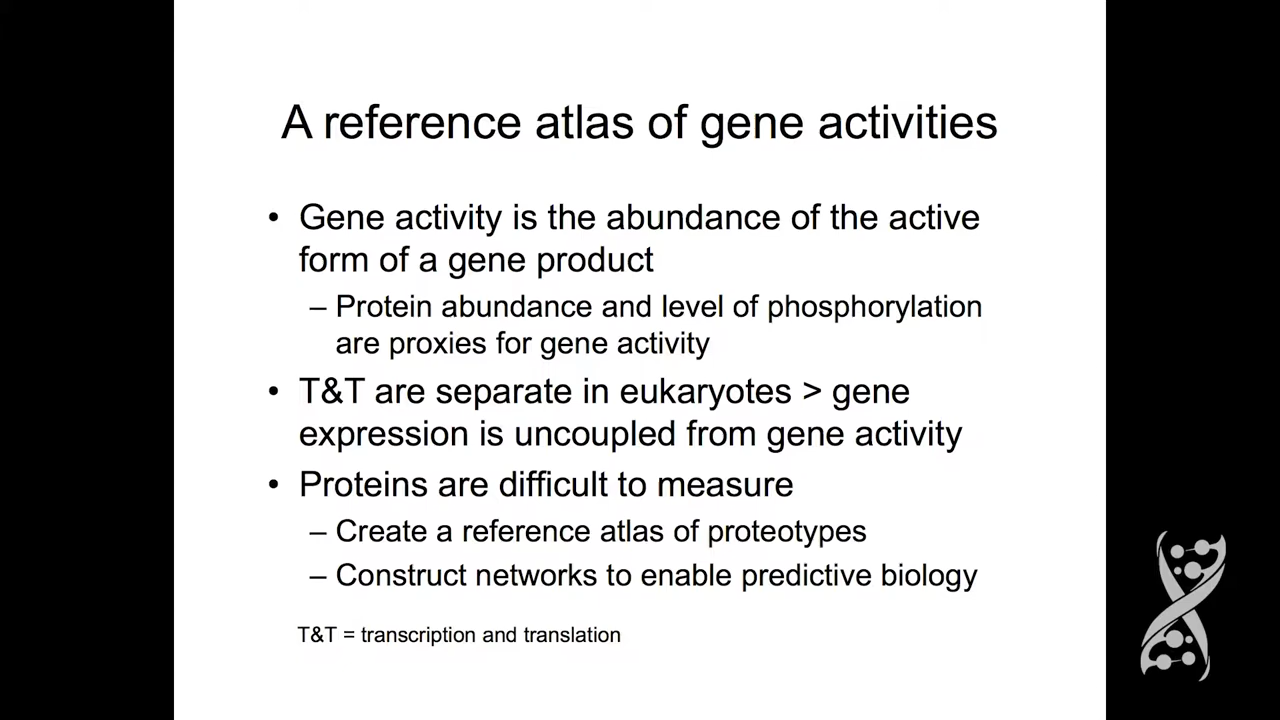 A reference atlas of gene activities
• Gene activity is the abundance of the active
form of a gene product
– Protein abundance and level of phosphorylation
are proxies for gene activity
• T&T are separate in eukaryotes > gene
expression is uncoupled from gene activity
• Proteins are difficult to measure
– Create a reference atlas of proteotypes
– Construct networks to enable predictive biology
T&T = transcription and translation